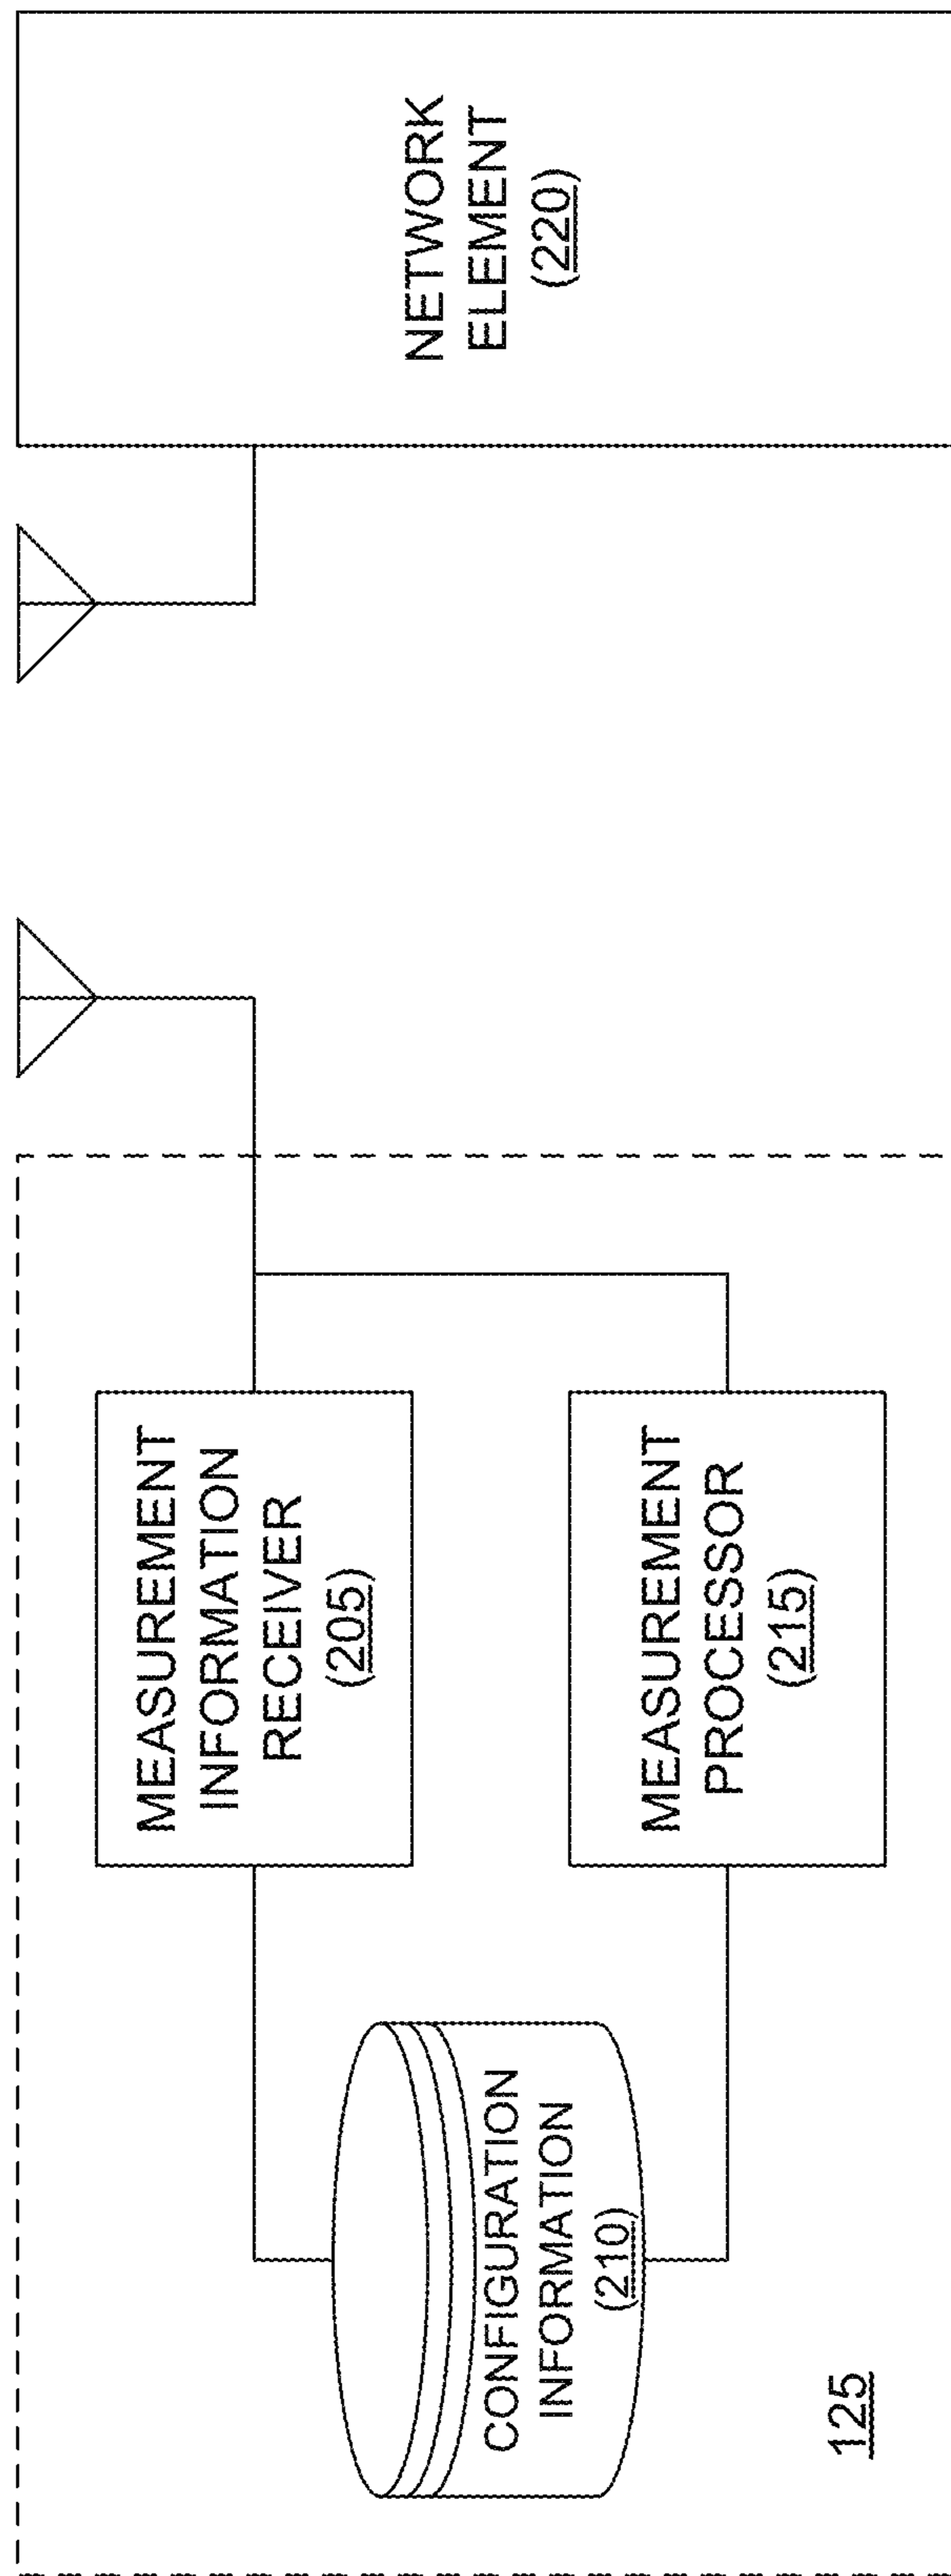 MEASUREMENT
INFORMATION
RECEIVER
(205)
CONFIGURATION
INFORMATION
(210)
MEASUREMENT
PROCESSOR
(215)
125
NETWORK
ELEMENT
(220)